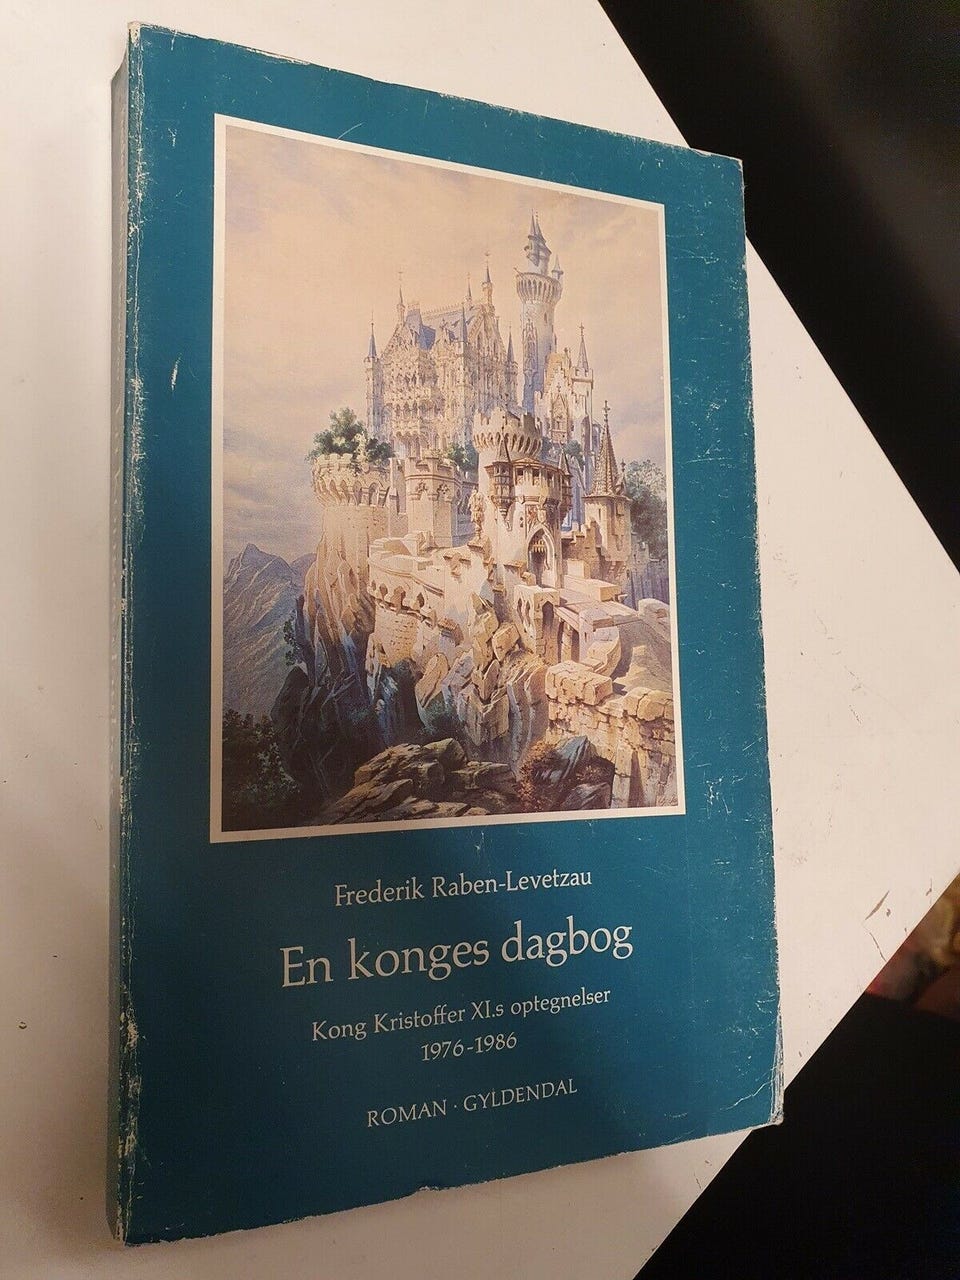 Frederik Raben-Levetzau
En konges dagbog
Kong Kristoffer XI.s optegnelser
1976-1986
ROMAN · GYLDENDAL